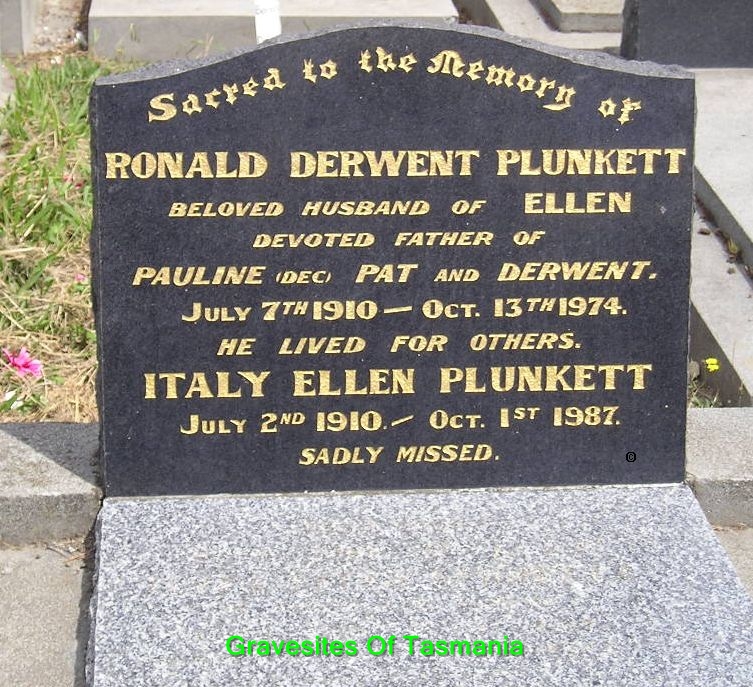 Sacred to the Memory of
RONALD DERWENT PLUNKETT
BELOVED HUSBAND OF ELLEN
DEVOTED FATHER OF
PAULINE (DEC) PAT AND DERWENT.
JULY 7TH 1910 — OCT. 13TH 1974.
HE LIVED FOR OTHERS.
ITALY ELLEN PLUNKETT
JULY 2ND 1910. — OCT. 1ST 1987.
SADLY MISSED.
©
Gravesites Of Tasmania